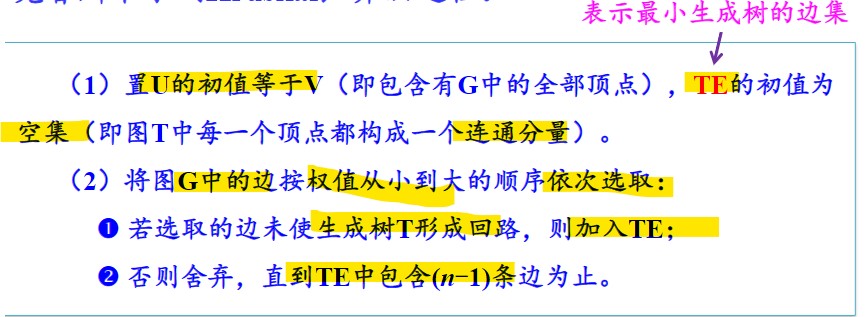 表示最小生成树的边集
（1）置U的初值等于V（即包含有G中的全部顶点），TE的初值为
空集（即图T中每一个顶点都构成一个连通分量）。
（2）将图G中的边按权值从小到大的顺序依次选取：
❶ 若选取的边未使生成树T形成回路，则加入TE；
❷ 否则舍弃，直到TE中包含(n−1)条边为止。